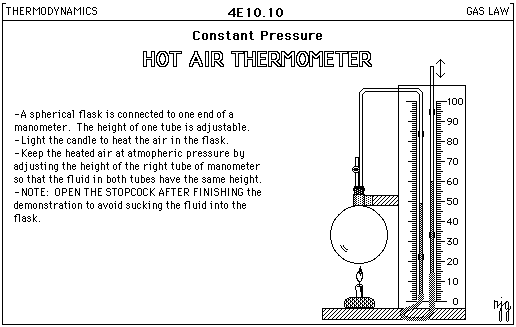 THERMODYNAMICS
4E10.10
GAS LAW
Constant Pressure
HOT AIR THERMOMETER
-A spherical flask is connected to one end of a
manometer. The height of one tube is adjustable.
-Light the candle to heat the air in the flask.
-Keep the heated air at atmopheric pressure by
adjusting the height of the right tube of manometer
so that the fluid in both tubes have the same height.
-NOTE: OPEN THE STOPCOCK AFTER FINISHING the
demonstration to avoid sucking the fluid into the
flask.
100
90
80
70
60
50
40
30
20
10
0
njg